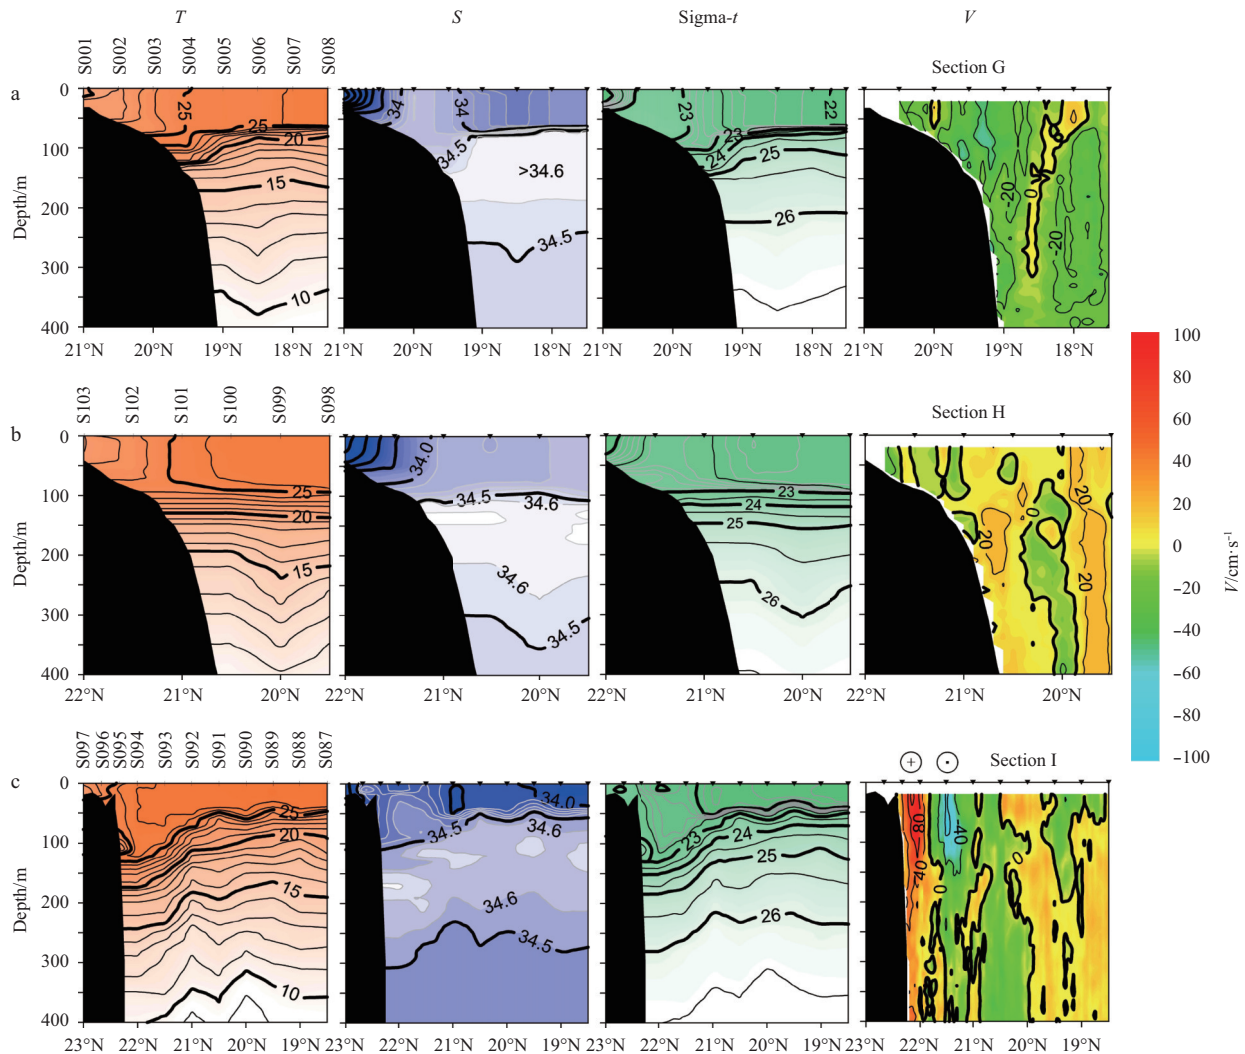 T S Sigma-t V
S001 S002 S003 S004 S005 S006 S007 S008
Section G
a
0 100 200 300 400
Depth/m
25 25 20 15 10
34 34 34.5 >34.6 34.5
23 22 23 24 25 26
-20 0 -20
21°N 20°N 19°N 18°N 21°N 20°N 19°N 18°N 21°N 20°N 19°N 18°N 21°N 20°N 19°N 18°N
S103 S102 S101 S100 S099 S098
Section H
b
0 100 200 300 400
Depth/m
25 20 15
34.0 34.5 34.6 34.6 34.5
23 24 25 26
20 0 20 20
22°N 21°N 20°N 22°N 21°N 20°N 22°N 21°N 20°N 22°N 21°N 20°N
100
80
60
40
20
0
−20
−40
−60
−80
−100
V/cm·s⁻¹
S097 S096 S095 S094 S093 S092 S091 S090 S089 S088 S087
Section I
c
0 100 200 300 400
Depth/m
25 20 15 10
34.0 34.5 34.6 34.6 34.5
23 24 25 26
80 40 0 -40 0
23°N 22°N 21°N 20°N 19°N 23°N 22°N 21°N 20°N 19°N 23°N 22°N 21°N 20°N 19°N 23°N 22°N 21°N 20°N 19°N